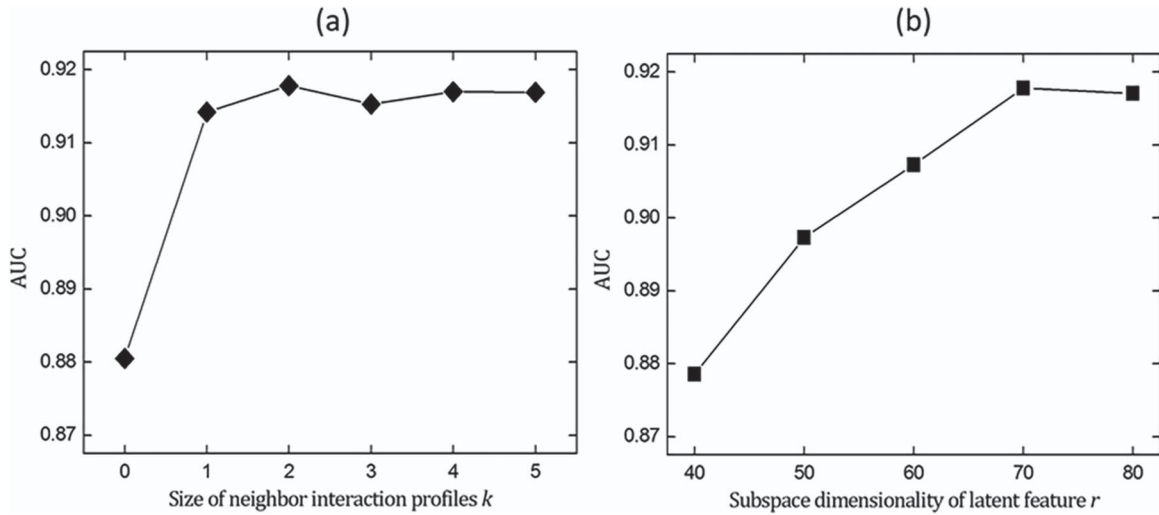 (a)
(b)
AUC
0.92
0.91
0.90
0.89
0.88
0.87
0 1 2 3 4 5
Size of neighbor interaction profiles k
AUC
0.92
0.91
0.90
0.89
0.88
0.87
40 50 60 70 80
Subspace dimensionality of latent feature r